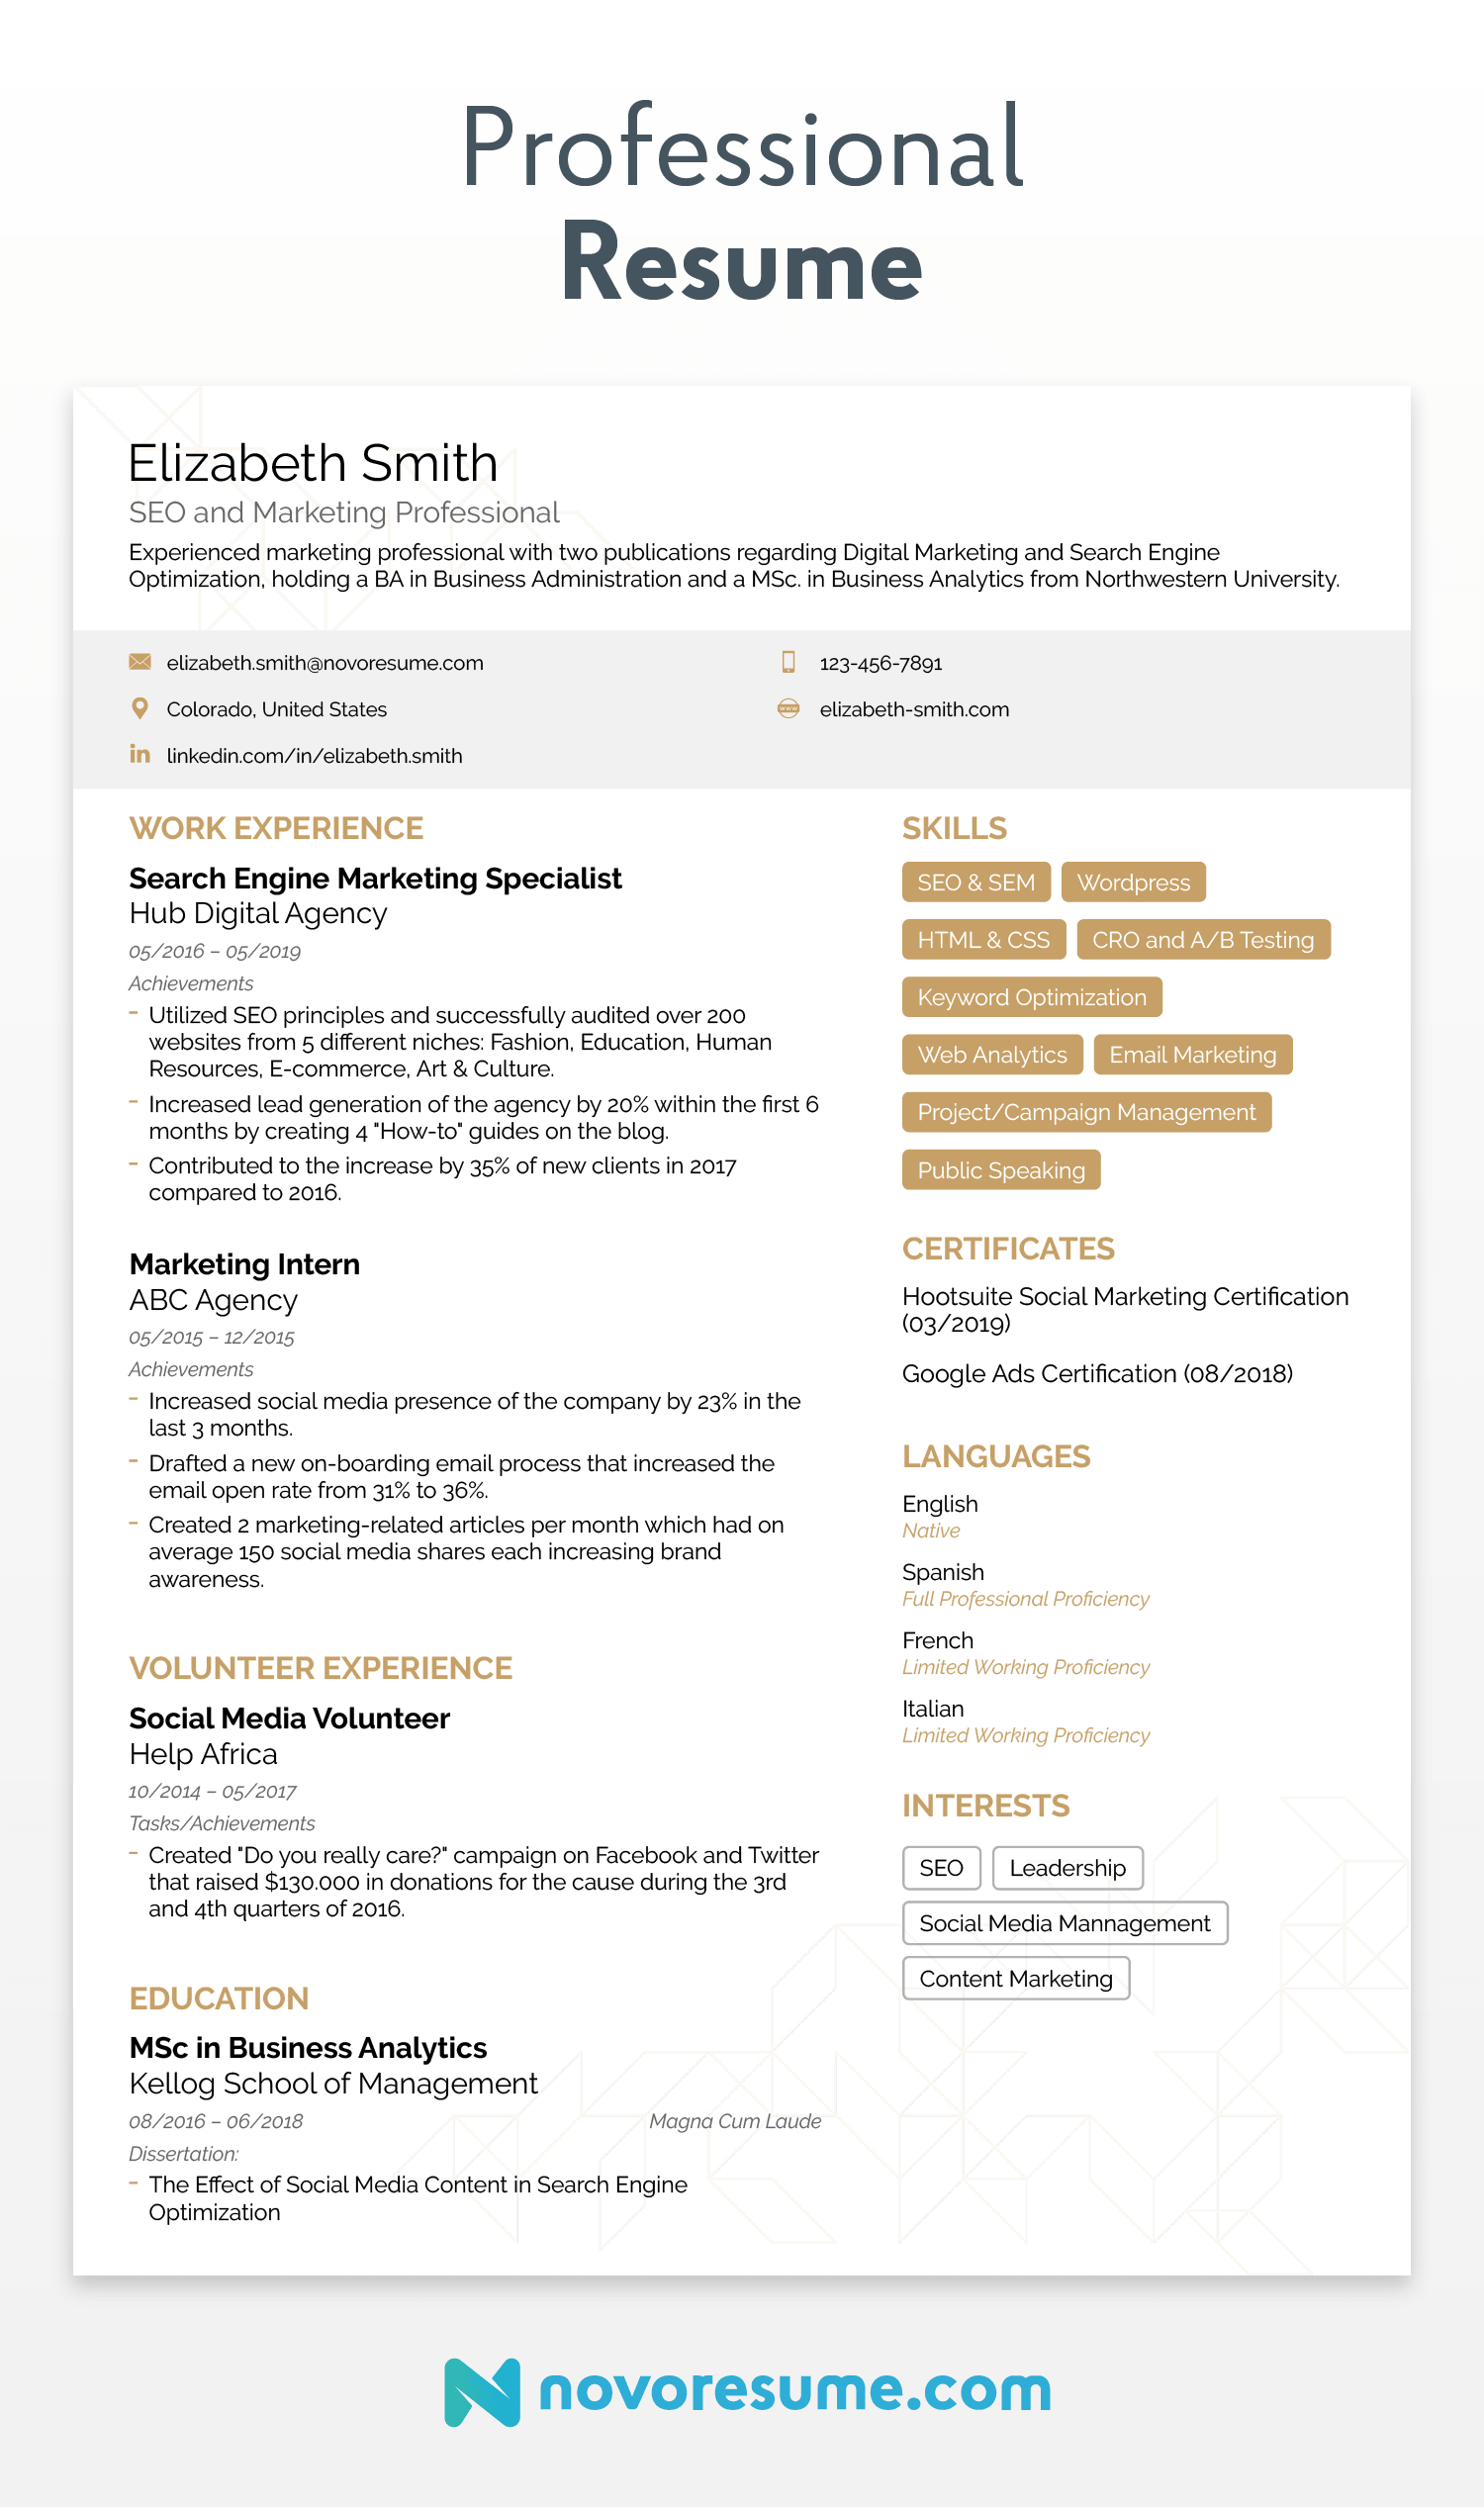 Professional
Resume
Elizabeth Smith
SEO and Marketing Professional
Experienced marketing professional with two publications regarding Digital Marketing and Search Engine
Optimization, holding a BA in Business Administration and a MSc. in Business Analytics from Northwestern University.
elizabeth.smith@novoresume.com
123-456-7891
Colorado, United States
www
elizabeth-smith.com
in
linkedin.com/in/elizabeth.smith
WORK EXPERIENCE
Search Engine Marketing Specialist
Hub Digital Agency
05/2016 – 05/2019
Achievements
- Utilized SEO principles and successfully audited over 200
websites from 5 different niches: Fashion, Education, Human
Resources, E-commerce, Art & Culture.
- Increased lead generation of the agency by 20% within the first 6
months by creating 4 "How-to" guides on the blog.
- Contributed to the increase by 35% of new clients in 2017
compared to 2016.
Marketing Intern
ABC Agency
05/2015 – 12/2015
Achievements
- Increased social media presence of the company by 23% in the
last 3 months.
- Drafted a new on-boarding email process that increased the
email open rate from 31% to 36%.
- Created 2 marketing-related articles per month which had on
average 150 social media shares each increasing brand
awareness.
VOLUNTEER EXPERIENCE
Social Media Volunteer
Help Africa
10/2014 – 05/2017
Tasks/Achievements
- Created "Do you really care?" campaign on Facebook and Twitter
that raised $130.000 in donations for the cause during the 3rd
and 4th quarters of 2016.
EDUCATION
MSc in Business Analytics
Kellog School of Management
08/2016 – 06/2018
Magna Cum Laude
Dissertation:
- The Effect of Social Media Content in Search Engine
Optimization
SKILLS
SEO & SEM
Wordpress
HTML & CSS
CRO and A/B Testing
Keyword Optimization
Web Analytics
Email Marketing
Project/Campaign Management
Public Speaking
CERTIFICATES
Hootsuite Social Marketing Certification
(03/2019)
Google Ads Certification (08/2018)
LANGUAGES
English
Native
Spanish
Full Professional Proficiency
French
Limited Working Proficiency
Italian
Limited Working Proficiency
INTERESTS
SEO
Leadership
Social Media Mannagement
Content Marketing
novoresume.com